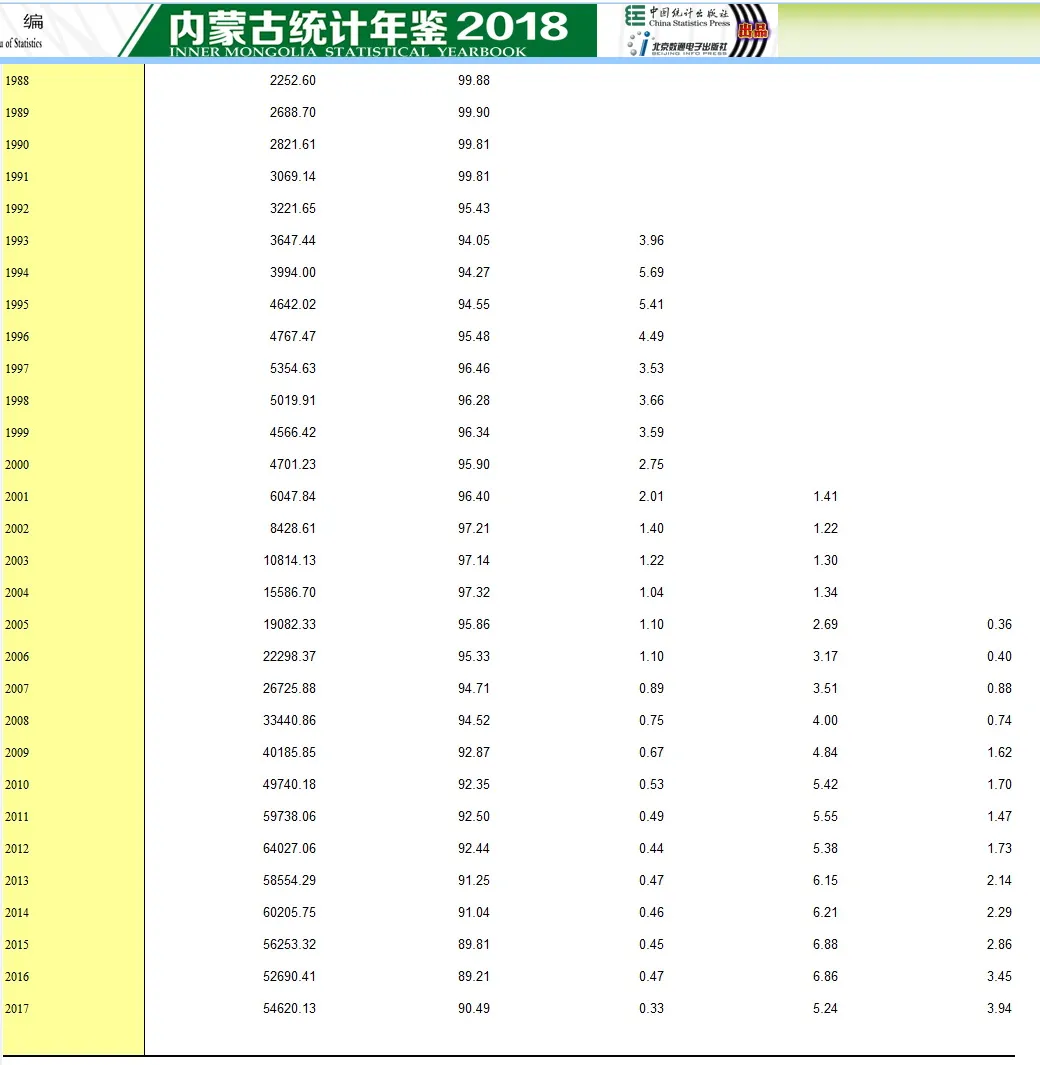 编
u of Statistics
内蒙古统计年鉴 2018
INNER MONGOLIA STATISTICAL YEARBOOK
中国统计出版社
China Statistics Press
北京数通电子出版社
BEIJING INFO PRESS
出品
1988 2252.60 99.88
1989 2688.70 99.90
1990 2821.61 99.81
1991 3069.14 99.81
1992 3221.65 95.43
1993 3647.44 94.05 3.96
1994 3994.00 94.27 5.69
1995 4642.02 94.55 5.41
1996 4767.47 95.48 4.49
1997 5354.63 96.46 3.53
1998 5019.91 96.28 3.66
1999 4566.42 96.34 3.59
2000 4701.23 95.90 2.75
2001 6047.84 96.40 2.01 1.41
2002 8428.61 97.21 1.40 1.22
2003 10814.13 97.14 1.22 1.30
2004 15586.70 97.32 1.04 1.34
2005 19082.33 95.86 1.10 2.69 0.36
2006 22298.37 95.33 1.10 3.17 0.40
2007 26725.88 94.71 0.89 3.51 0.88
2008 33440.86 94.52 0.75 4.00 0.74
2009 40185.85 92.87 0.67 4.84 1.62
2010 49740.18 92.35 0.53 5.42 1.70
2011 59738.06 92.50 0.49 5.55 1.47
2012 64027.06 92.44 0.44 5.38 1.73
2013 58554.29 91.25 0.47 6.15 2.14
2014 60205.75 91.04 0.46 6.21 2.29
2015 56253.32 89.81 0.45 6.88 2.86
2016 52690.41 89.21 0.47 6.86 3.45
2017 54620.13 90.49 0.33 5.24 3.94